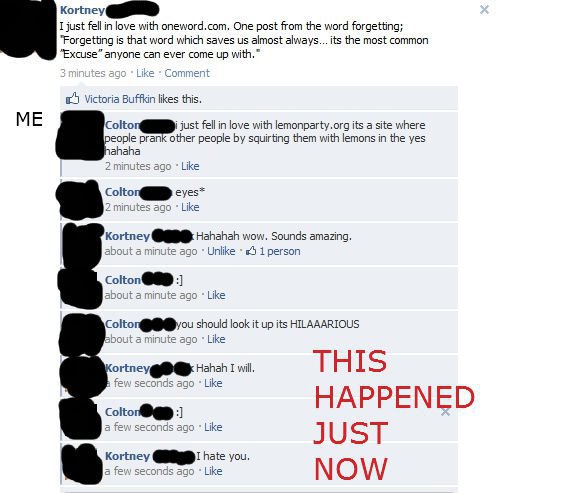 Kortney
I just fell in love with oneword.com. One post from the word forgetting;
"Forgetting is that word which saves us almost always... its the most common
"Excuse" anyone can ever come up with."
3 minutes ago · Like · Comment
Victoria Buffkin likes this.
ME
Colton i just fell in love with lemonparty.org its a site where
people prank other people by squirting them with lemons in the yes
hahaha
2 minutes ago · Like
Colton eyes*
2 minutes ago · Like
Kortney Hahahah wow. Sounds amazing.
about a minute ago · Unlike · 1 person
Colton :]
about a minute ago · Like
Colton you should look it up its HILAAARIOUS
about a minute ago · Like
Kortney Hahah I will.
a few seconds ago · Like
Colton :]
a few seconds ago · Like
Kortney I hate you.
a few seconds ago · Like
THIS
HAPPENED
JUST
NOW